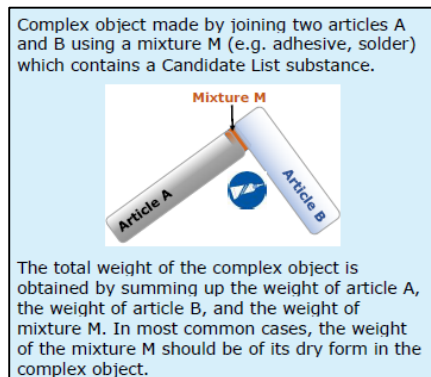 Complex object made by joining two articles A
and B using a mixture M (e.g. adhesive, solder)
which contains a Candidate List substance.
Mixture M
Article A
Article B
The total weight of the complex object is
obtained by summing up the weight of article A,
the weight of article B, and the weight of
mixture M. In most common cases, the weight
of the mixture M should be of its dry form in the
complex object.